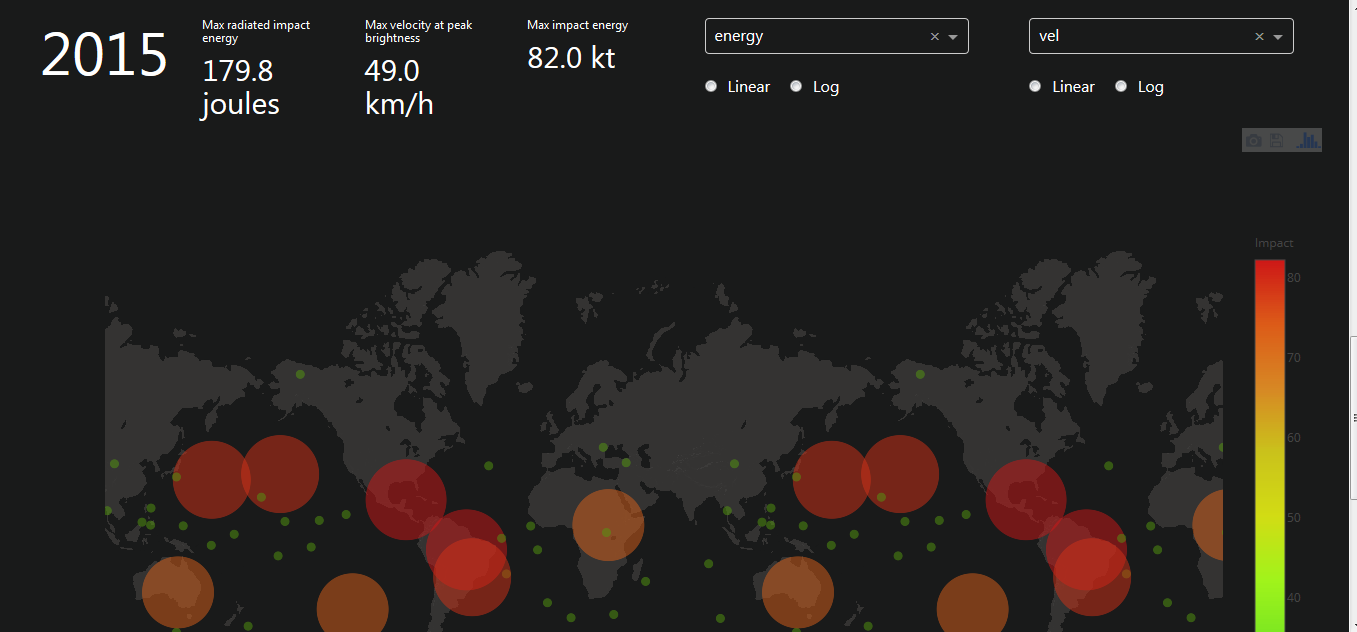 2015
Max radiated impact
energy
179.8
joules
Max velocity at peak
brightness
49.0
km/h
Max impact energy
82.0 kt
energy
Linear Log
vel
Linear Log
Impact
80
70
60
50
40